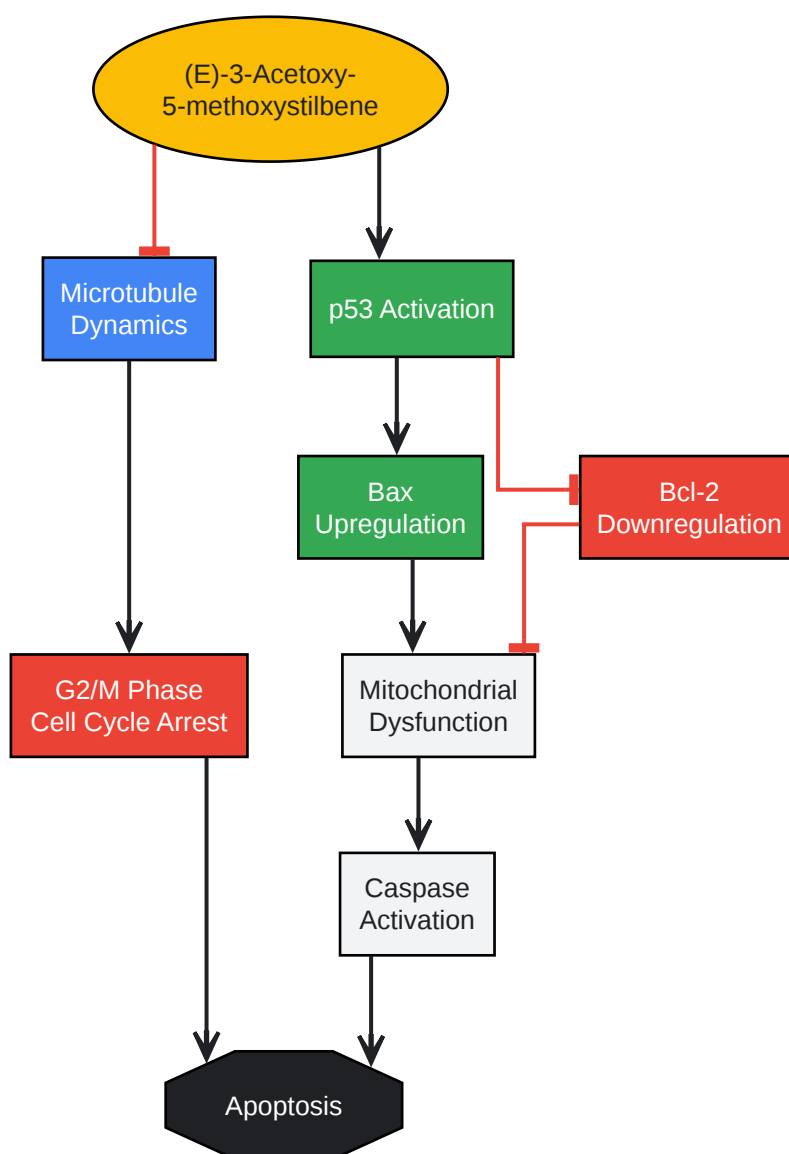 (E)-3-Acetoxy-
5-methoxystilbene
Microtubule
Dynamics
p53 Activation
Bax
Upregulation
Bcl-2
Downregulation
G2/M Phase
Cell Cycle Arrest
Mitochondrial
Dysfunction
Caspase
Activation
Apoptosis